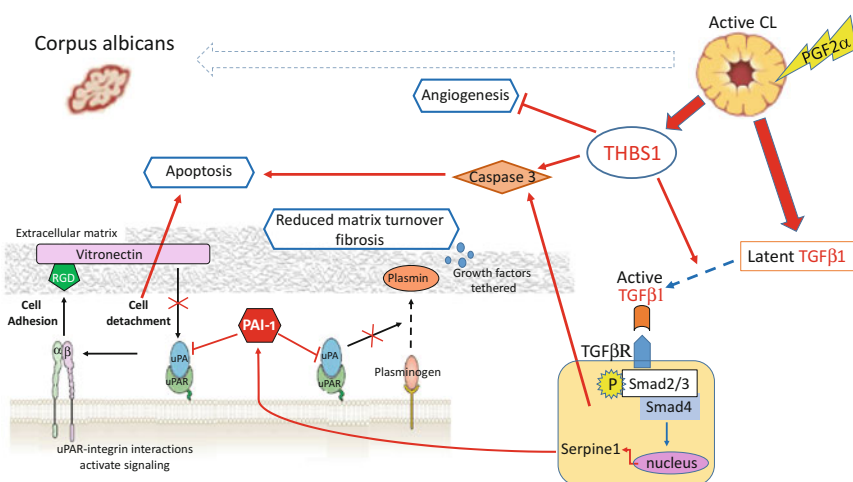 Active CL
PGF2α
Corpus albicans
Angiogenesis
THBS1
Apoptosis
Caspase 3
Reduced matrix turnover
fibrosis
Extracellular matrix
Vitronectin
RGD
Plasmin
Growth factors
tethered
Latent TGFβ1
Active
TGFβ1
Cell
Adhesion
Cell
detachment
PAI-1
αβ
uPA
uPAR
uPA
uPAR
Plasminogen
TGFβR
P
Smad2/3
Smad4
Serpine1
nucleus
uPAR-integrin interactions
activate signaling